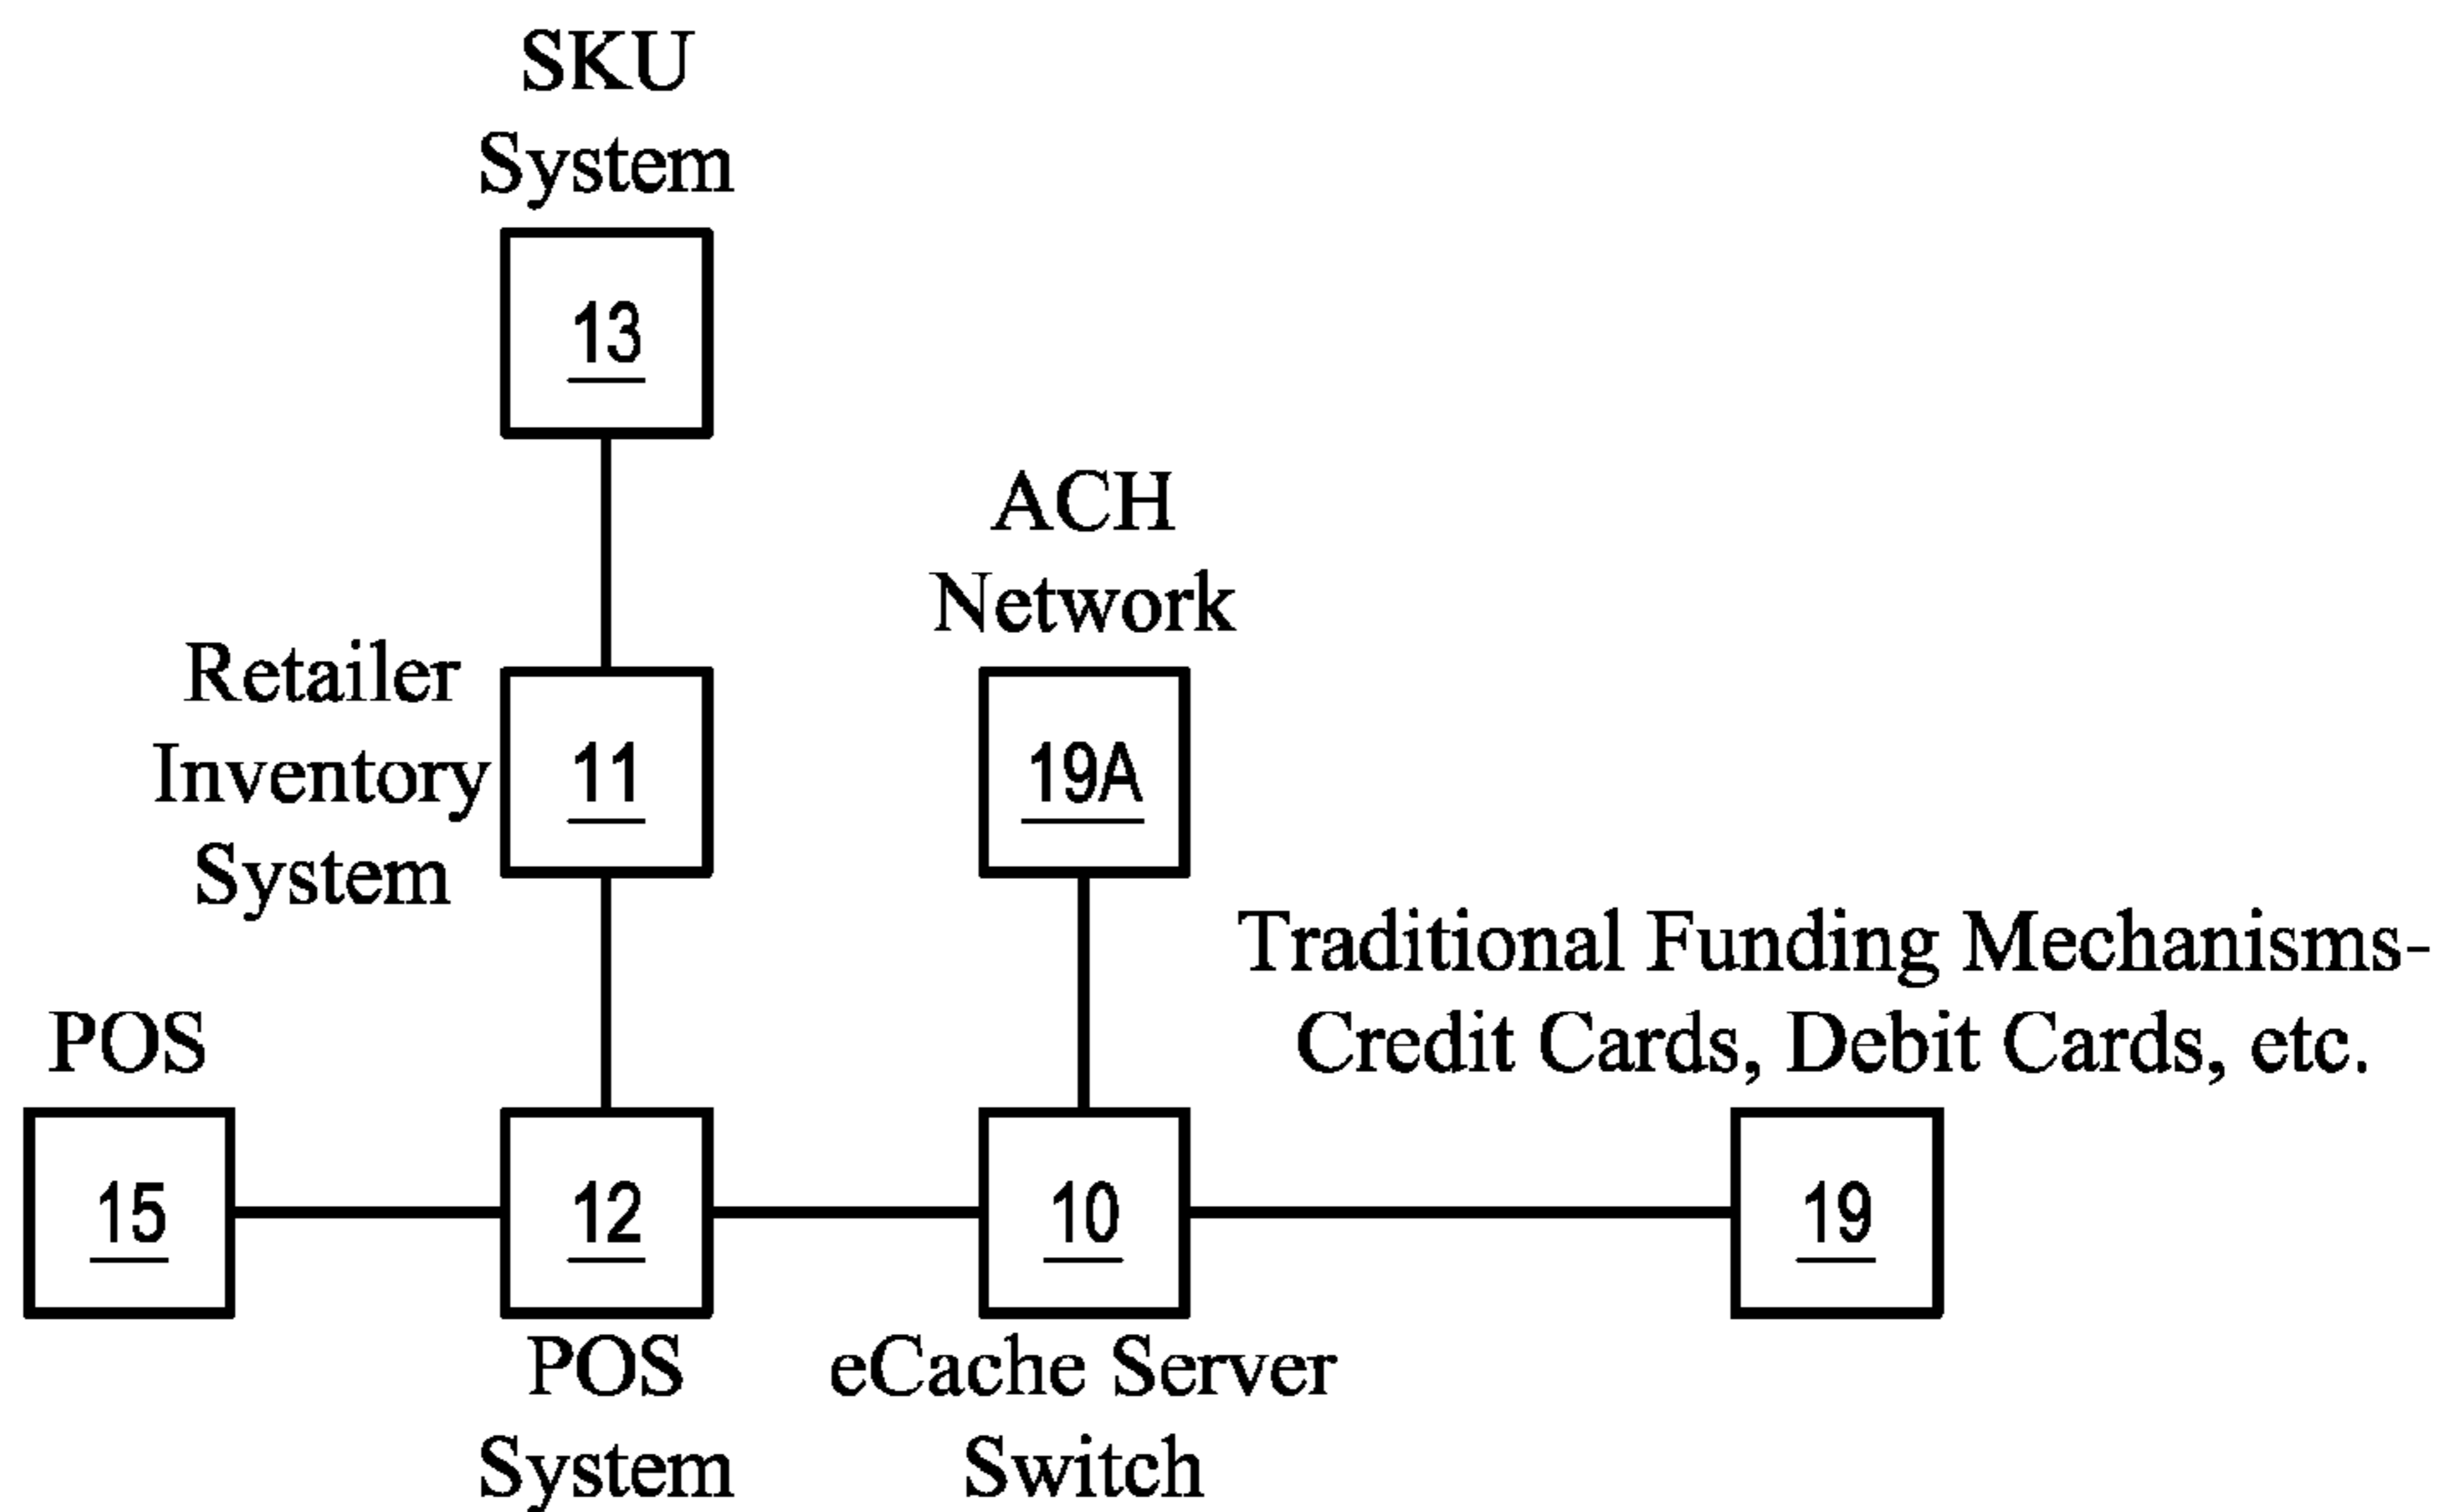 SKU
System
13
ACH
Network
Retailer
Inventory
System
11
19A
Traditional Funding Mechanisms-
Credit Cards, Debit Cards, etc.
POS
15
12
10
19
POS
System
eCache Server
Switch